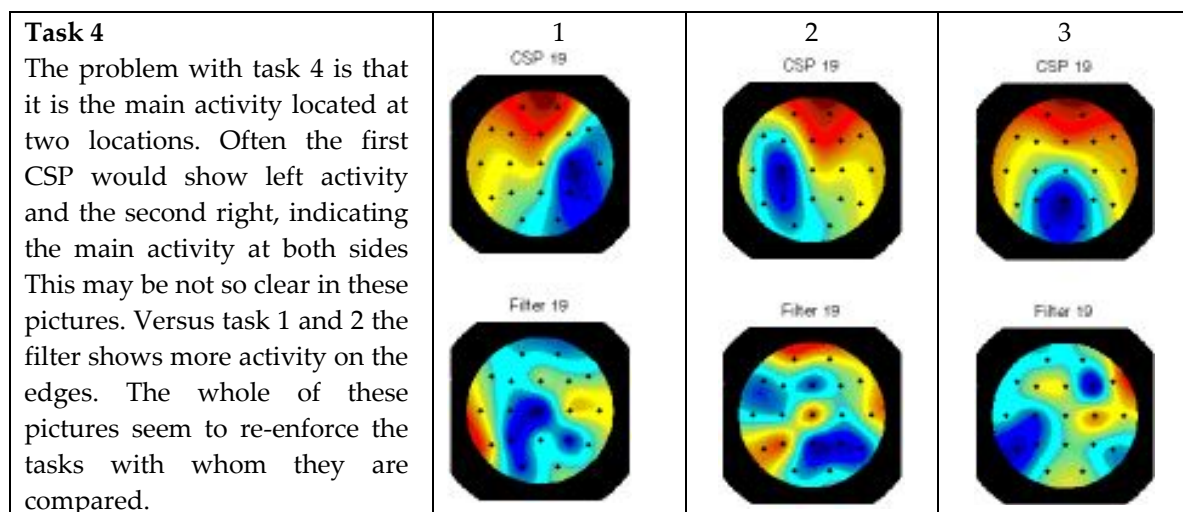 Task 4
The problem with task 4 is that
it is the main activity located at
two locations. Often the first
CSP would show left activity
and the second right, indicating
the main activity at both sides
This may be not so clear in these
pictures. Versus task 1 and 2 the
filter shows more activity on the
edges. The whole of these
pictures seem to re-enforce the
tasks with whom they are
compared.
1
CSP 19
Filter 19
2
CSP 19
Filter 19
3
CSP 19
Filter 19